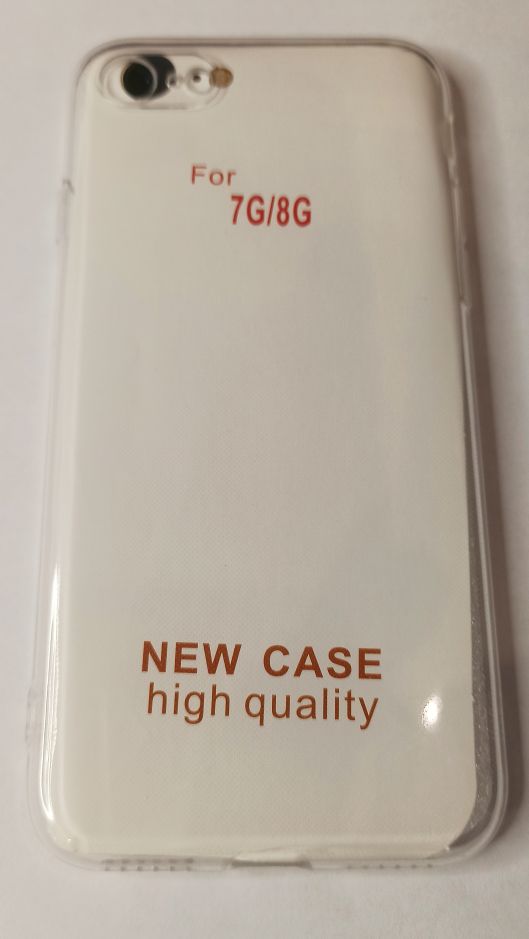 For
7G/8G
NEW CASE
high quality